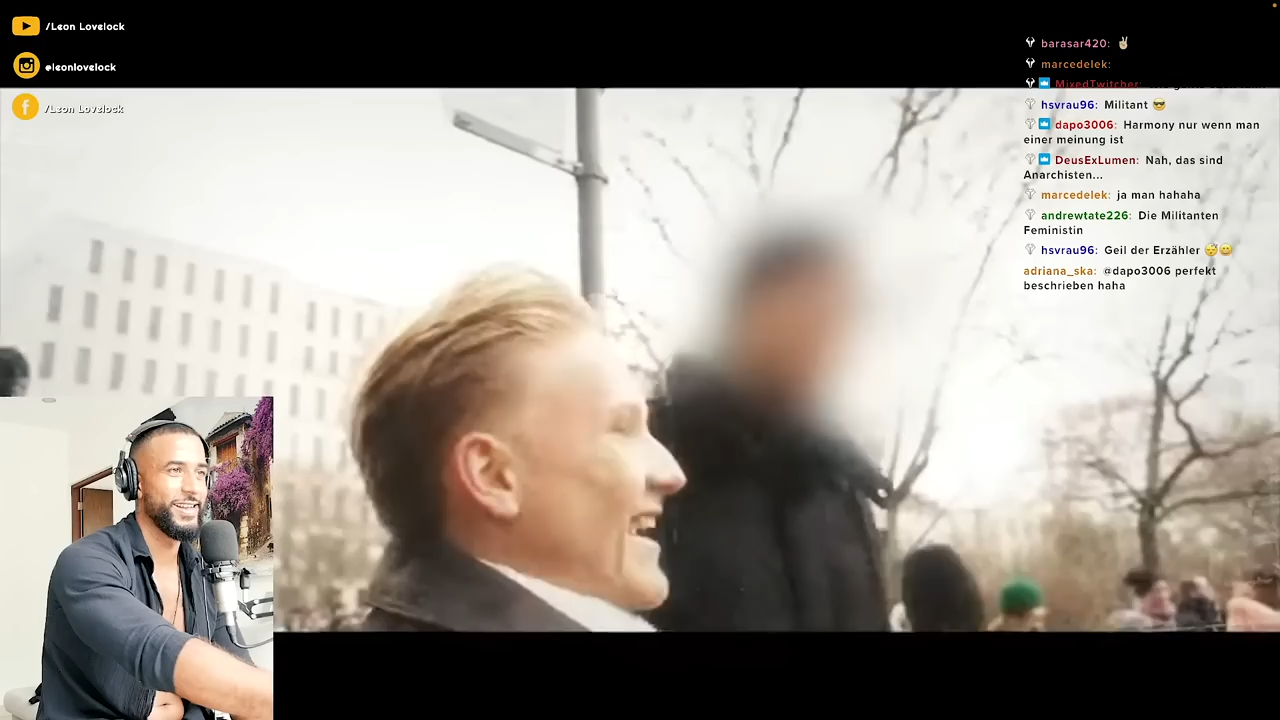 /Leon Lovelock
@leonlovelock
/Leon Lovelock
barasar420: ✌🏼
marcedelek:
MixedTwitcher:
hsvrau96: Militant 😎
dapo3006: Harmony nur wenn man
einer meinung ist
DeusExLumen: Nah, das sind
Anarchisten...
marcedelek: ja man hahaha
andrewtate226: Die Militanten
Feministin
hsvrau96: Geil der Erzähler 😴😄
adriana_ska: @dapo3006 perfekt
beschrieben haha